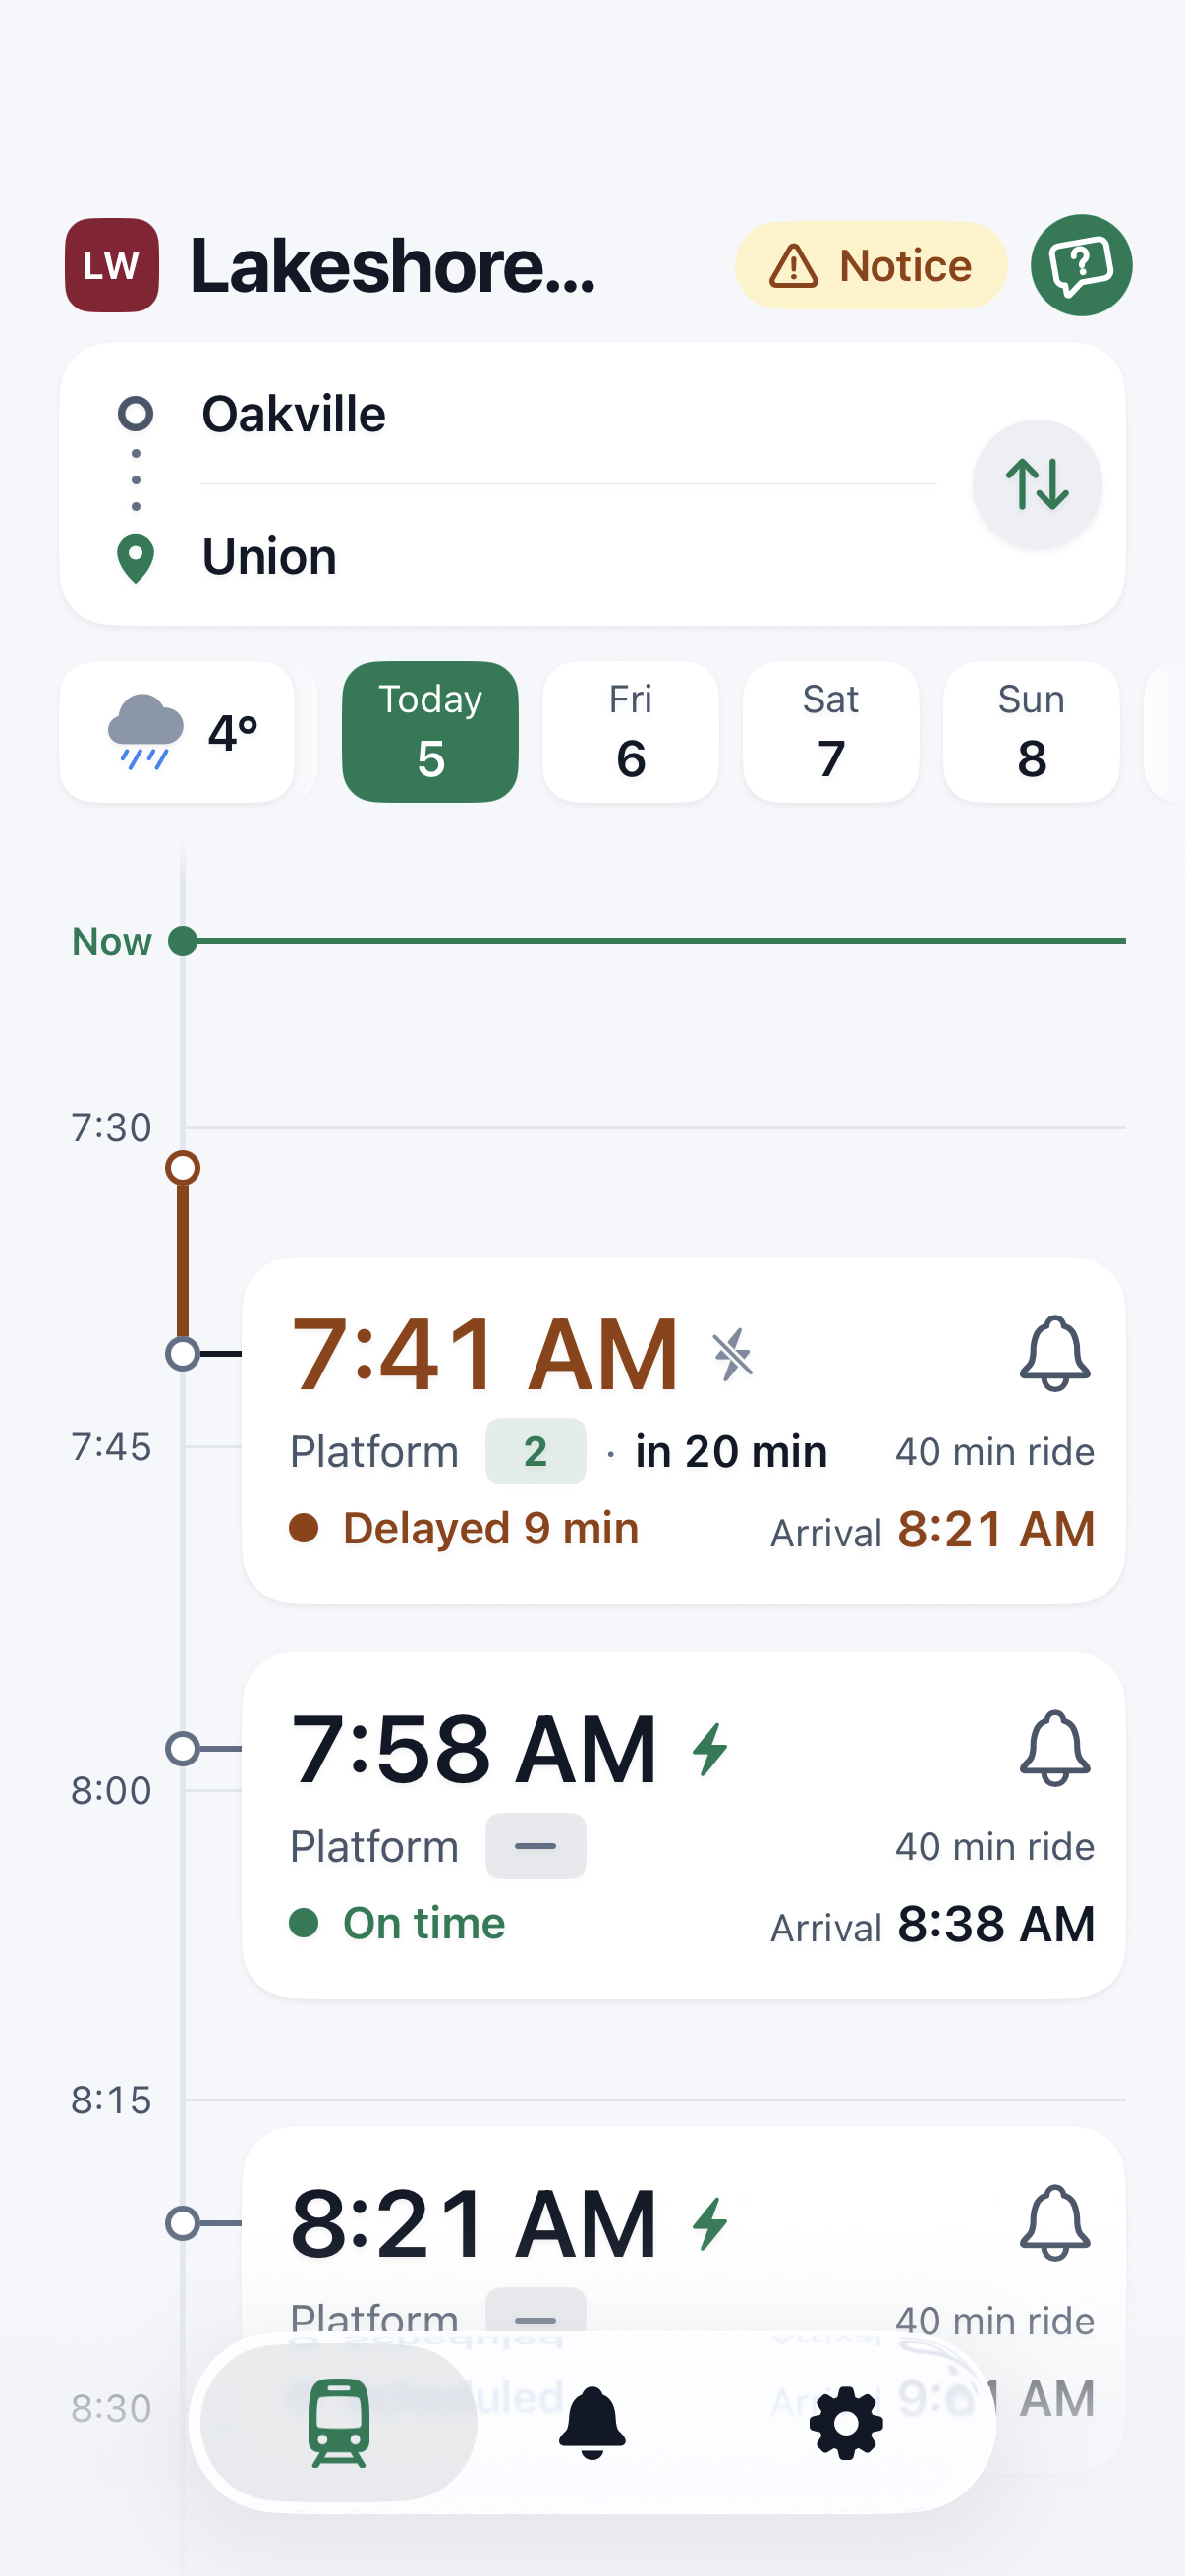 LW Lakeshore... Notice
Oakville
Union
4° Today 5 Fri 6 Sat 7 Sun 8
Now
7:30
7:41 AM
7:45
Platform 2 · in 20 min 40 min ride
Delayed 9 min Arrival 8:21 AM
7:58 AM
8:00
Platform — 40 min ride
On time Arrival 8:38 AM
8:15
8:21 AM
Platform — 40 min ride
8:30 AM